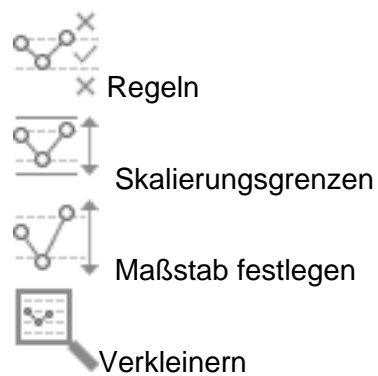 Regeln
Skalierungsgrenzen
Maßstab festlegen
Verkleinern